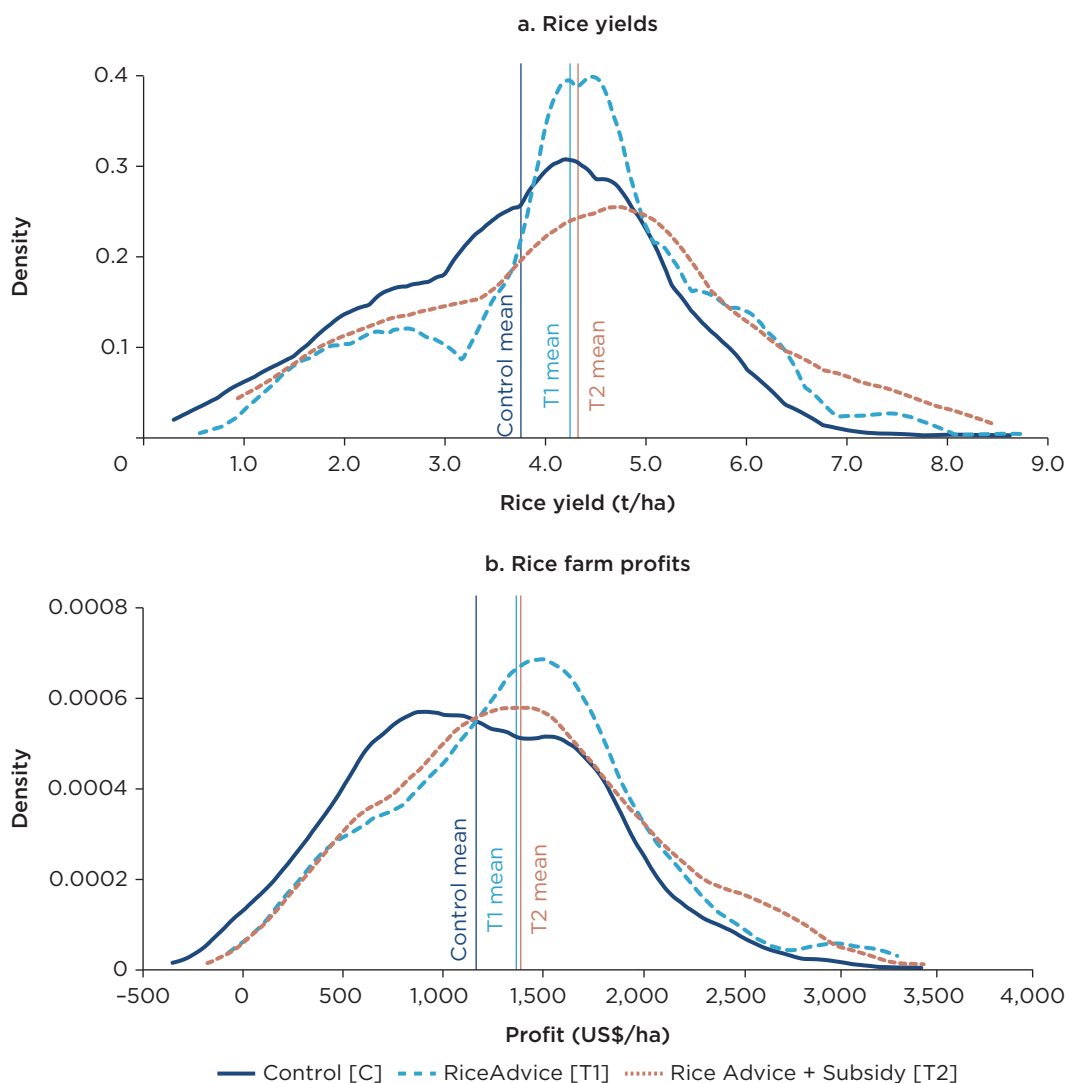 a. Rice yields
Density
0.4
0.3
0.2
0.1
Control mean
T1 mean
T2 mean
0 1.0 2.0 3.0 4.0 5.0 6.0 7.0 8.0 9.0
Rice yield (t/ha)
b. Rice farm profits
Density
0.0008
0.0006
0.0004
0.0002
0
Control mean
T1 mean
T2 mean
–500 0 500 1,000 1,500 2,000 2,500 3,000 3,500 4,000
Profit (US$/ha)
Control [C] RiceAdvice [T1] Rice Advice + Subsidy [T2]